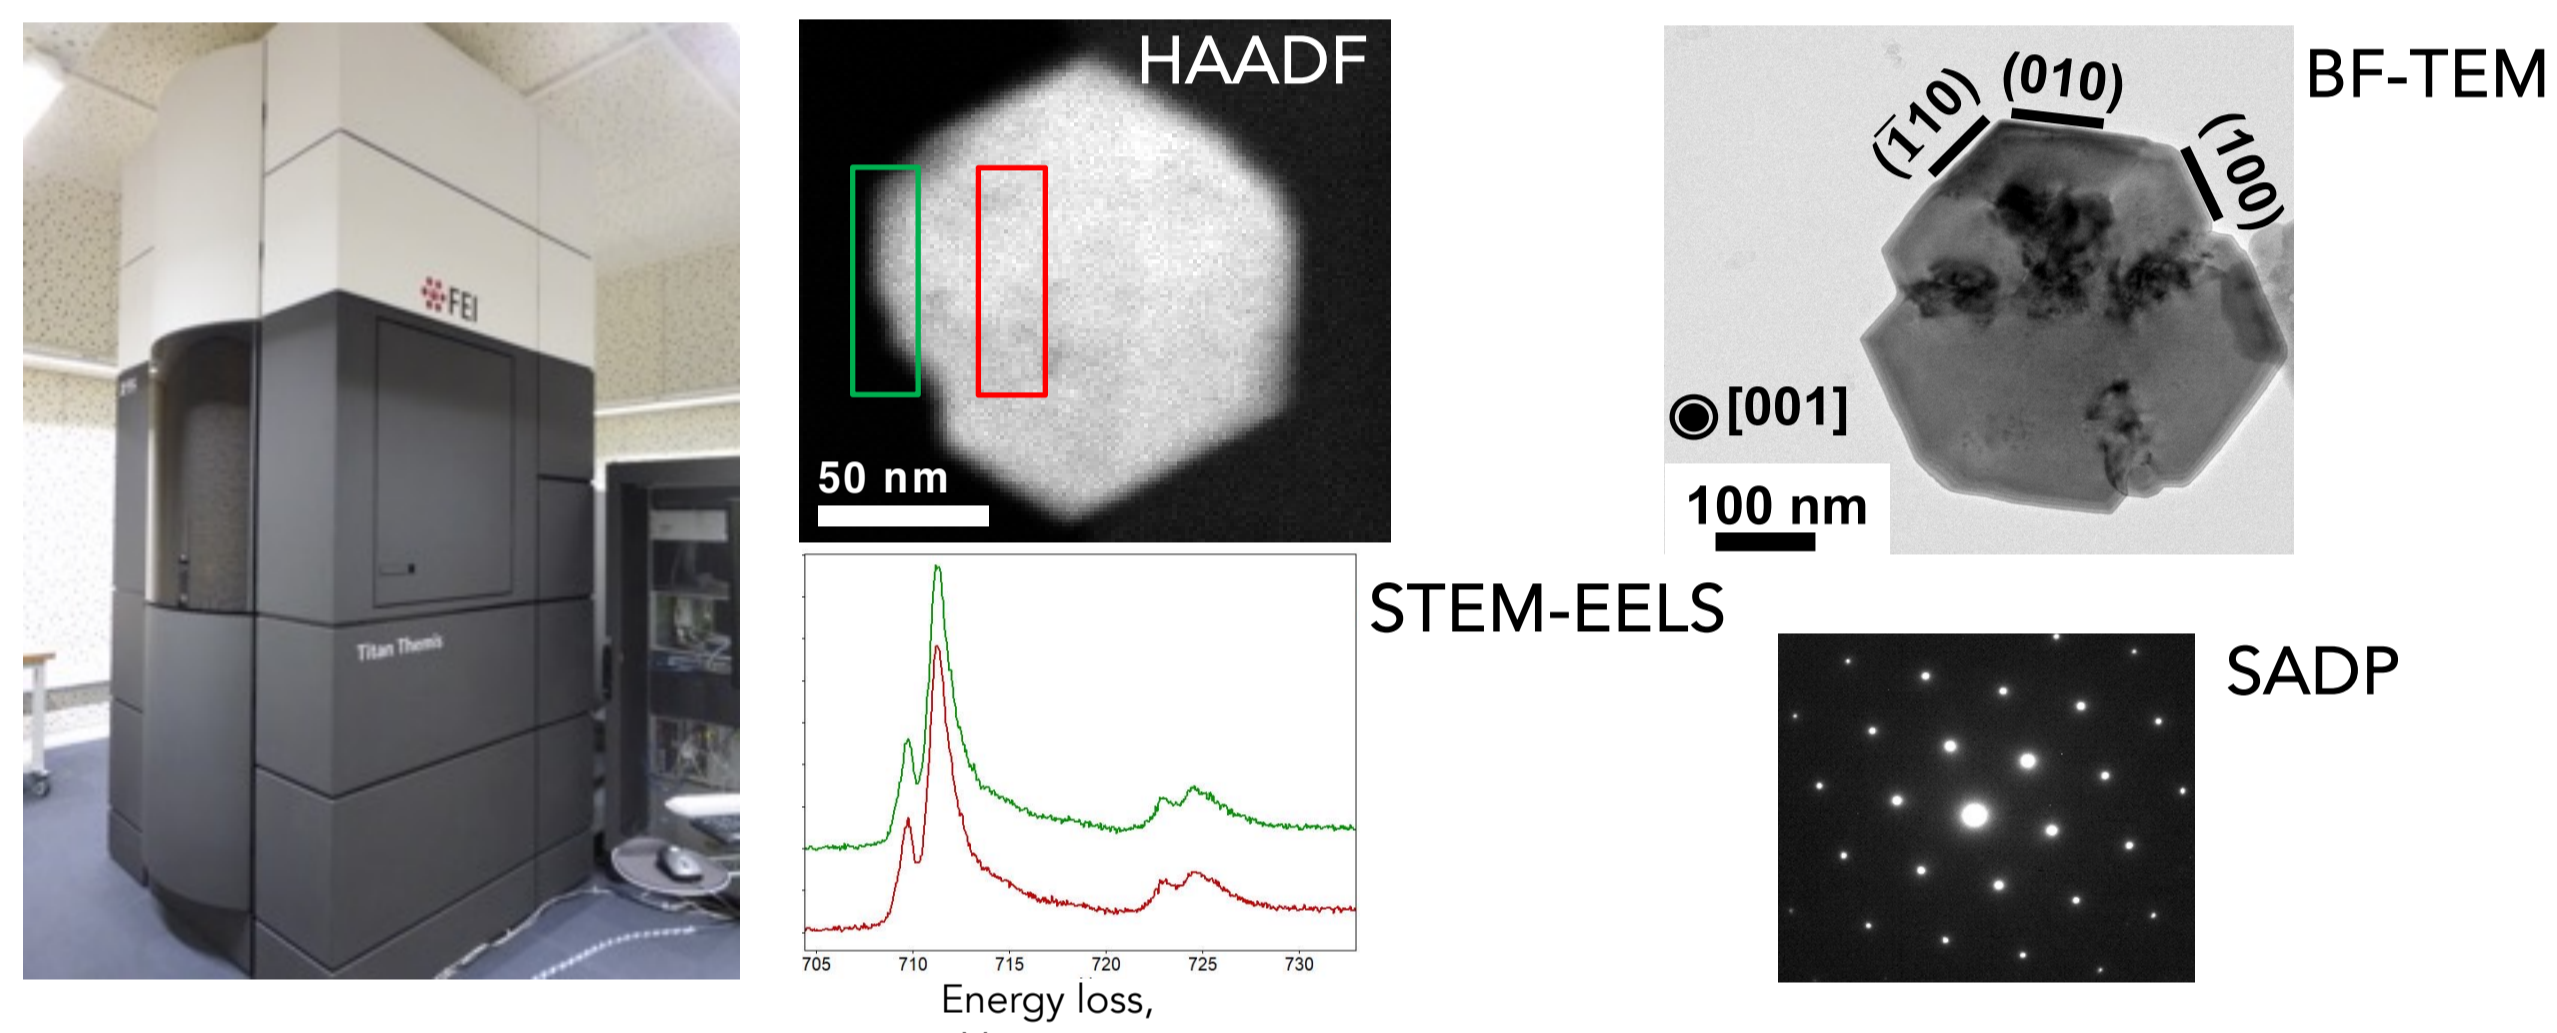 FEI
Titan Themis
HAADF
50 nm
STEM-EELS
705 710 715 720 725 730
Energy loss,
BF-TEM
(1̅10)
(010)
(100)
[001]
100 nm
SADP